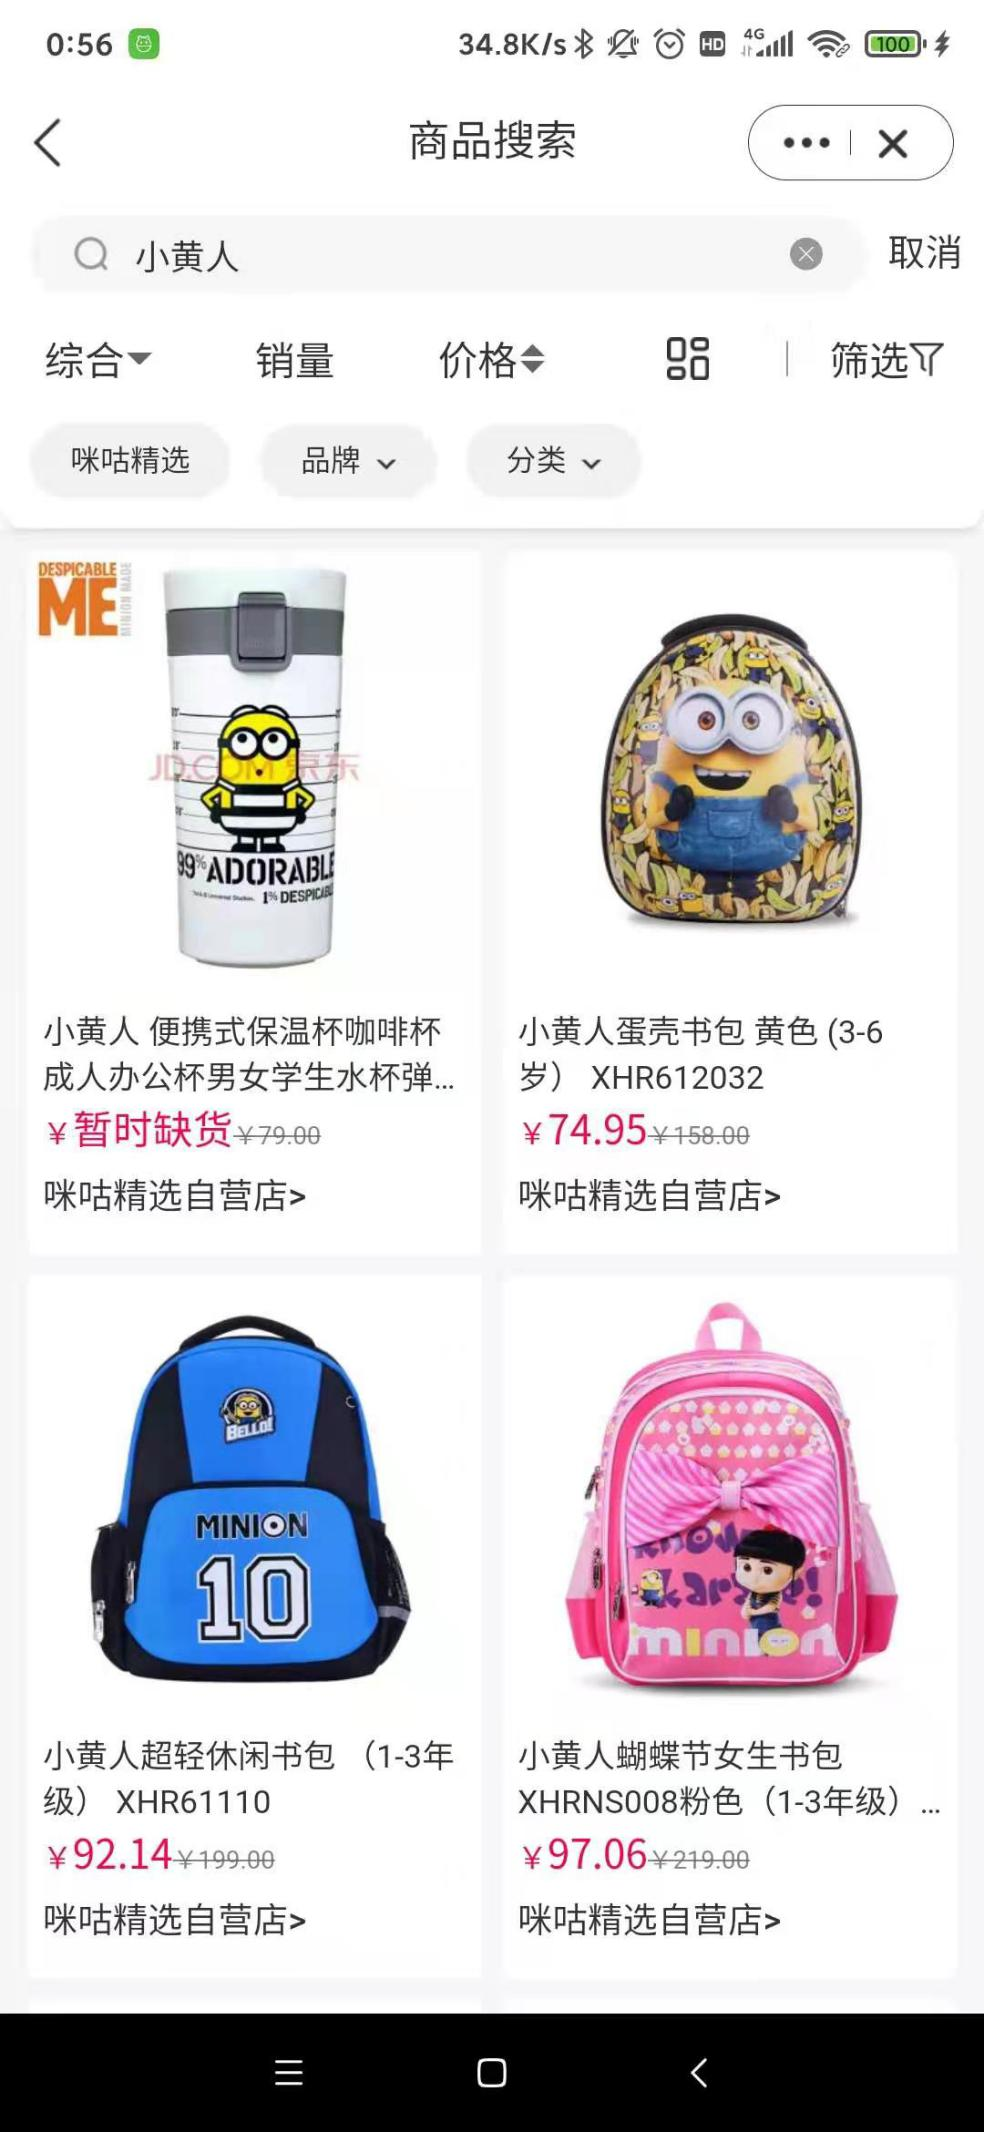 0:56
34.8K/s
HD
4G
100
商品搜索
小黄人
取消
综合
销量
价格
筛选
咪咕精选
品牌
分类
DESPICABLE
ME
MINION MADE
JD.COM 京东
99% ADORABLE
1% DESPICABL
小黄人 便携式保温杯咖啡杯
成人办公杯男女学生水杯弹...
￥暂时缺货￥79.00
咪咕精选自营店>
小黄人蛋壳书包 黄色 (3-6
岁） XHR612032
￥74.95￥158.00
咪咕精选自营店>
BELLO!
MINION
10
小黄人超轻休闲书包 （1-3年
级） XHR61110
￥92.14￥199.00
咪咕精选自营店>
know
karate!
minion
小黄人蝴蝶节女生书包
XHRNS008粉色（1-3年级）...
￥97.06￥219.00
咪咕精选自营店>